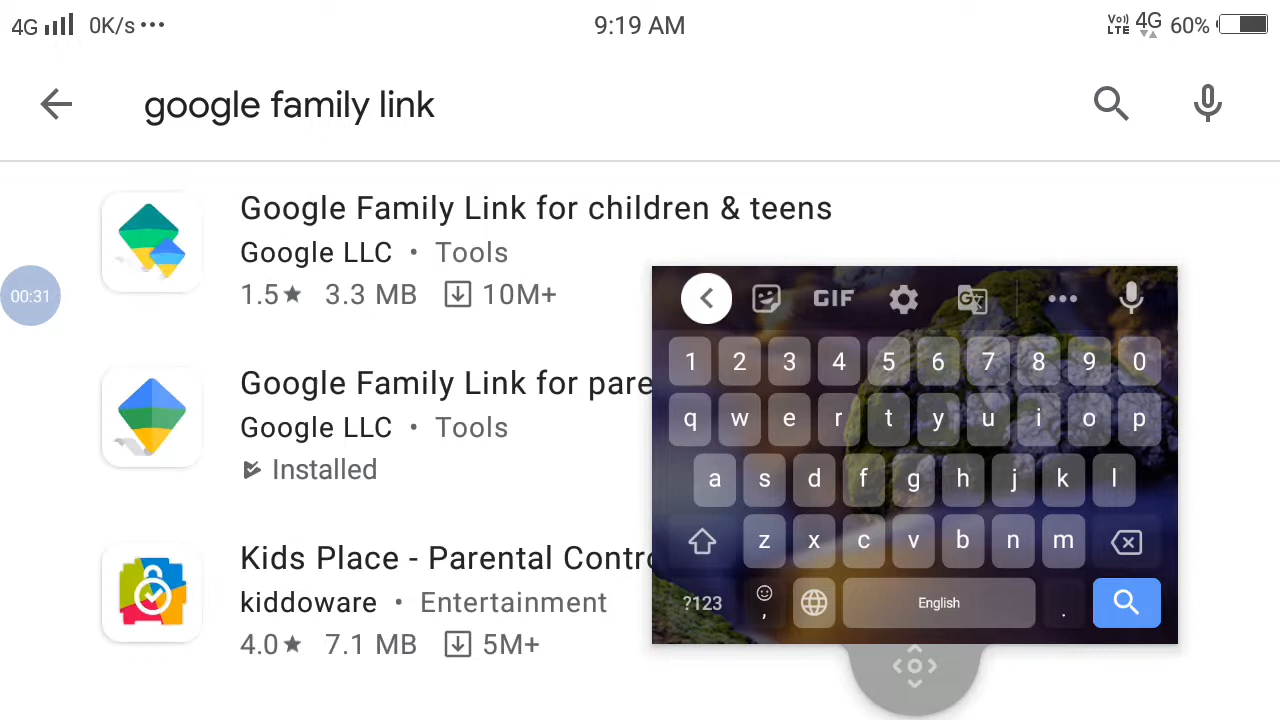 4G 0K/s ••• 9:19 AM Vo)) LTE 4G 60%
google family link
Google Family Link for children & teens
Google LLC • Tools
1.5★ 3.3 MB 10M+
00:31
Google Family Link for pare
Google LLC • Tools
Installed
Kids Place - Parental Contro
kiddoware • Entertainment
4.0★ 7.1 MB 5M+
GIF G •••
1 2 3 4 5 6 7 8 9 0
q w e r t y u i o p
a s d f g h j k l
z x c v b n m
?123 , English .